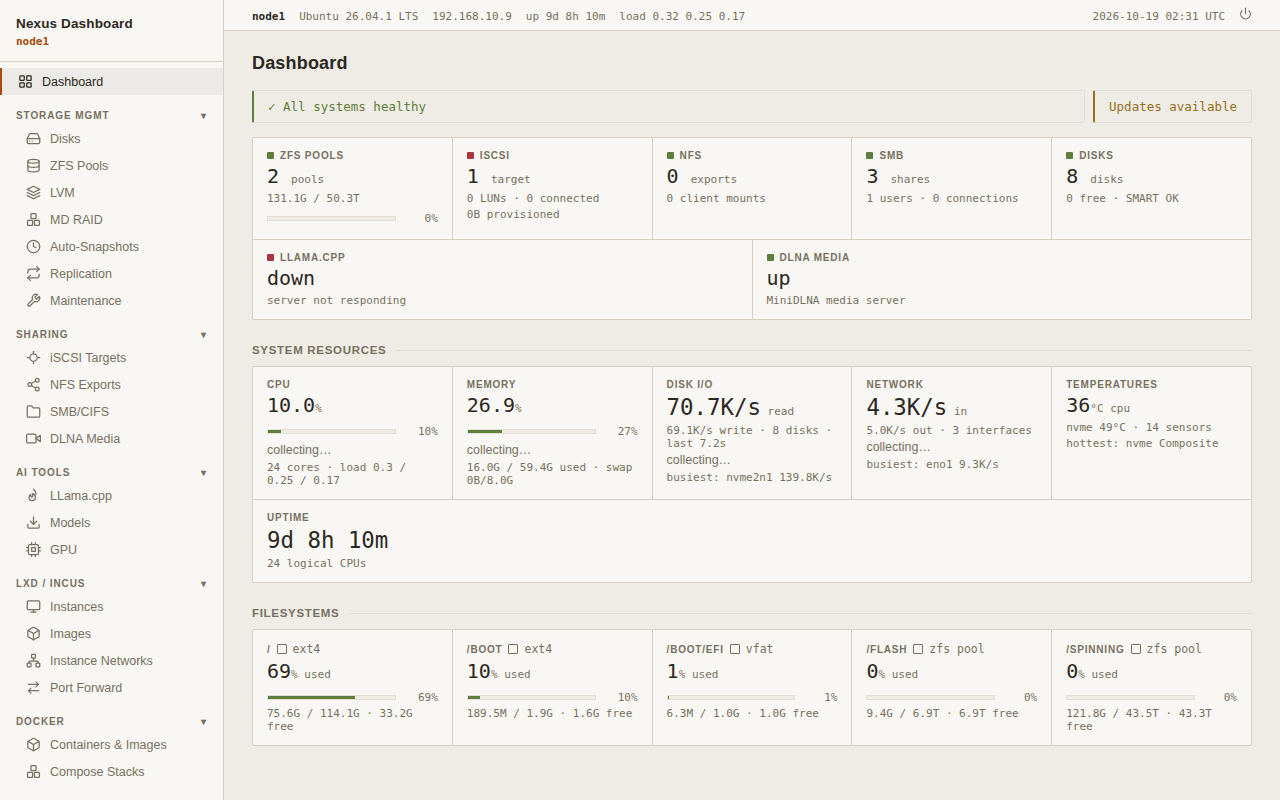 Nexus Dashboard
node1
Dashboard
STORAGE MGMT ▾
Disks
ZFS Pools
LVM
MD RAID
Auto-Snapshots
Replication
Maintenance
SHARING ▾
iSCSI Targets
NFS Exports
SMB/CIFS
DLNA Media
AI TOOLS ▾
LLama.cpp
Models
GPU
LXD / INCUS ▾
Instances
Images
Instance Networks
Port Forward
DOCKER ▾
Containers & Images
Compose Stacks
node1 Ubuntu 26.04.1 LTS 192.168.10.9 up 9d 8h 10m load 0.32 0.25 0.17 2026-10-19 02:31 UTC
Dashboard
✓ All systems healthy
Updates available
ZFS POOLS
2 pools
131.1G / 50.3T
0%
ISCSI
1 target
0 LUNs · 0 connected
0B provisioned
NFS
0 exports
0 client mounts
SMB
3 shares
1 users · 0 connections
DISKS
8 disks
0 free · SMART OK
LLAMA.CPP
down
server not responding
DLNA MEDIA
up
MiniDLNA media server
SYSTEM RESOURCES
CPU
10.0%
10%
collecting…
24 cores · load 0.3 /
0.25 / 0.17
MEMORY
26.9%
27%
collecting…
16.0G / 59.4G used · swap
0B/8.0G
DISK I/O
70.7K/s read
69.1K/s write · 8 disks ·
last 7.2s
collecting…
busiest: nvme2n1 139.8K/s
NETWORK
4.3K/s in
5.0K/s out · 3 interfaces
collecting…
busiest: eno1 9.3K/s
TEMPERATURES
36°C cpu
nvme 49°C · 14 sensors
hottest: nvme Composite
UPTIME
9d 8h 10m
24 logical CPUs
FILESYSTEMS
/ ext4
69% used
69%
75.6G / 114.1G · 33.2G
free
/BOOT ext4
10% used
10%
189.5M / 1.9G · 1.6G free
/BOOT/EFI vfat
1% used
1%
6.3M / 1.0G · 1.0G free
/FLASH zfs pool
0% used
0%
9.4G / 6.9T · 6.9T free
/SPINNING zfs pool
0% used
0%
121.8G / 43.5T · 43.3T
free